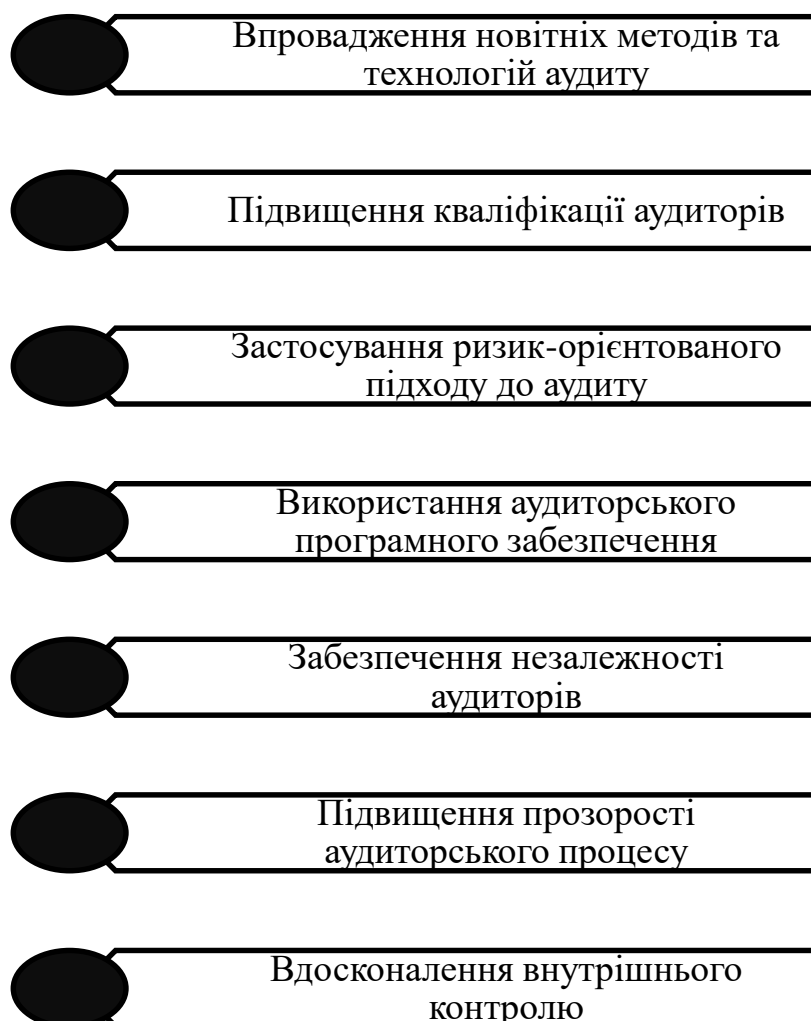 Впровадження новітніх методів та
технологій аудиту
Підвищення кваліфікації аудиторів
Застосування ризик-орієнтованого
підходу до аудиту
Використання аудиторського
програмного забезпечення
Забезпечення незалежності
аудиторів
Підвищення прозорості
аудиторського процесу
Вдосконалення внутрішнього
контролю